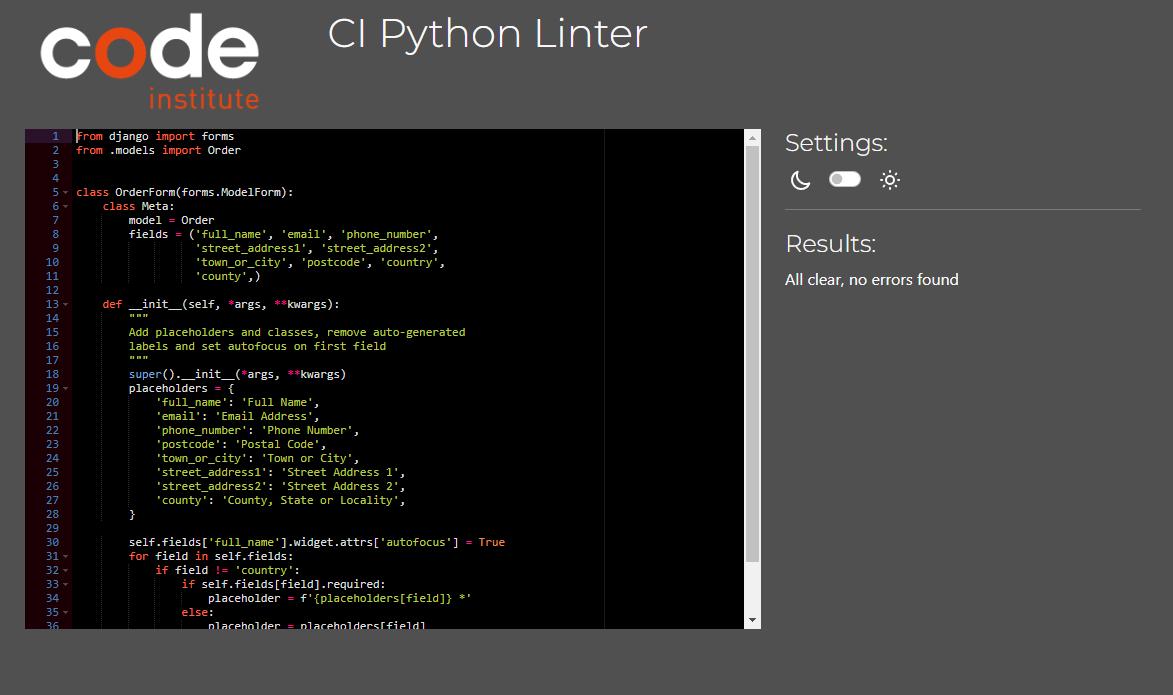 code
institute
CI Python Linter
1 from django import forms
2 from .models import Order
3
4
5 class OrderForm(forms.ModelForm):
6     class Meta:
7         model = Order
8         fields = ('full_name', 'email', 'phone_number',
9                   'street_address1', 'street_address2',
10                   'town_or_city', 'postcode', 'country',
11                   'county',)
12
13     def __init__(self, *args, **kwargs):
14         """
15         Add placeholders and classes, remove auto-generated
16         labels and set autofocus on first field
17         """
18         super().__init__(*args, **kwargs)
19         placeholders = {
20             'full_name': 'Full Name',
21             'email': 'Email Address',
22             'phone_number': 'Phone Number',
23             'postcode': 'Postal Code',
24             'town_or_city': 'Town or City',
25             'street_address1': 'Street Address 1',
26             'street_address2': 'Street Address 2',
27             'county': 'County, State or Locality',
28         }
29
30         self.fields['full_name'].widget.attrs['autofocus'] = True
31         for field in self.fields:
32             if field != 'country':
33                 if self.fields[field].required:
34                     placeholder = f'{placeholders[field]} *'
35                 else:
36                     placeholder = placeholders[field]
Settings:
Results:
All clear, no errors found